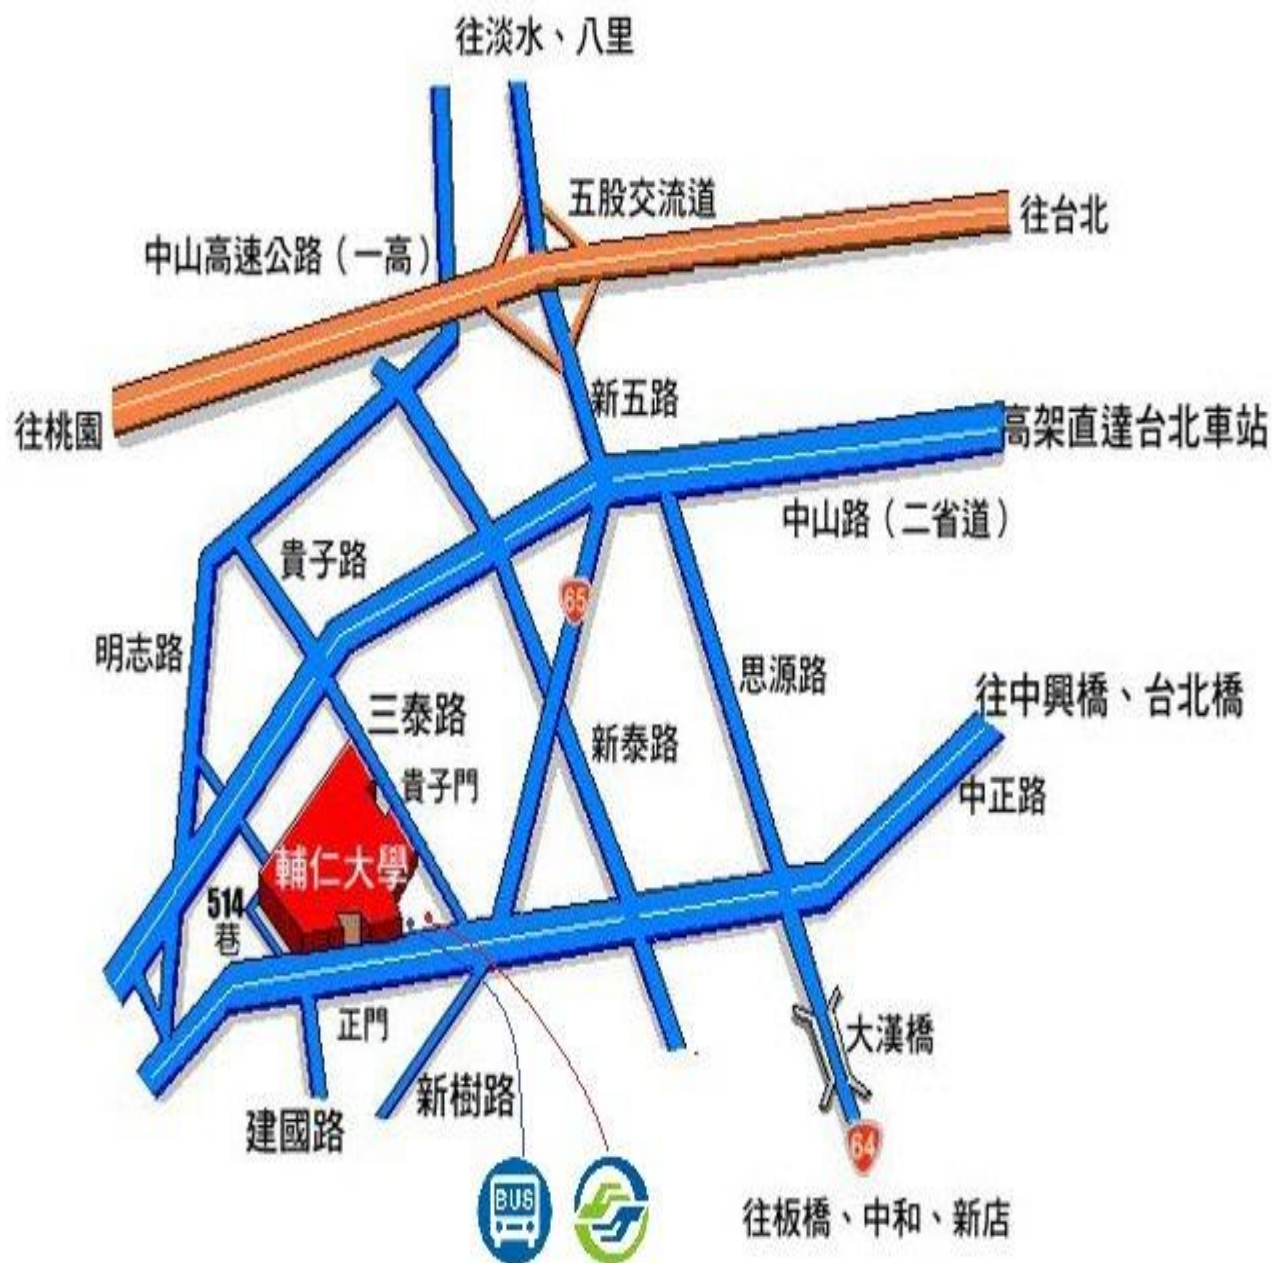 往淡水、八里
五股交流道
往台北
中山高速公路（一高）
新五路
往桃園
高架直達台北車站
中山路（二省道）
貴子路
65
明志路
思源路
三泰路
往中興橋、台北橋
新泰路
貴子門
中正路
輔仁大學
514
巷
正門
大漢橋
新樹路
建國路
64
BUS
往板橋、中和、新店